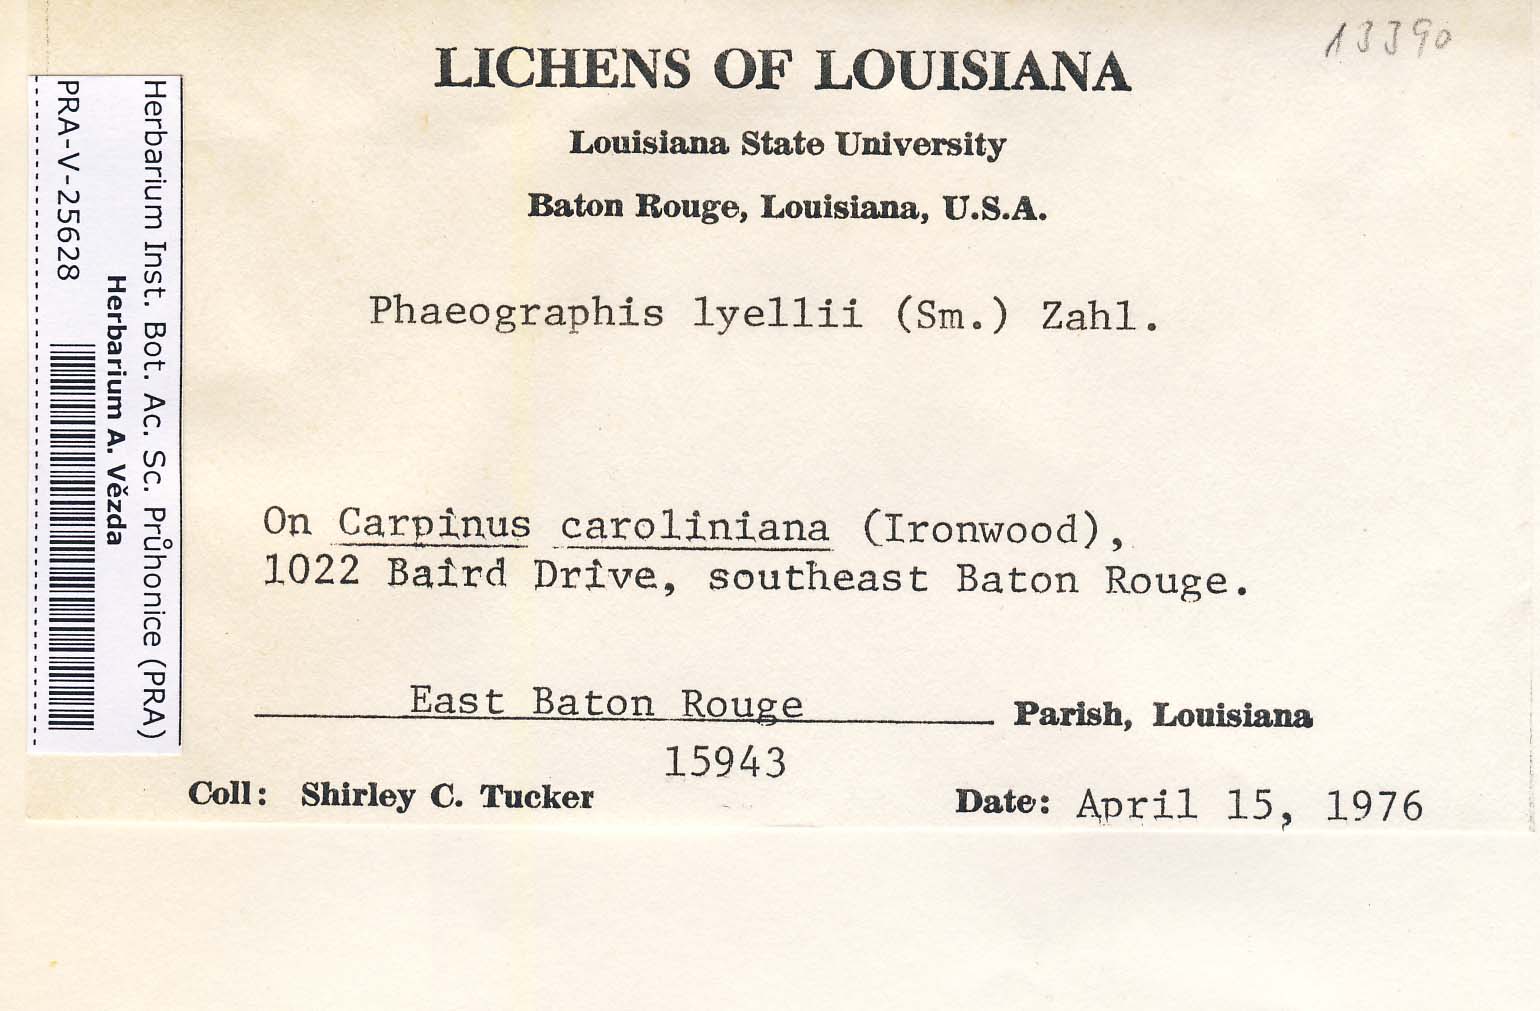 13390
LICHENS OF LOUISIANA
Louisiana State University
Baton Rouge, Louisiana, U.S.A.
Phaeographis lyellii (Sm.) Zahl.
On Carpinus caroliniana (Ironwood),
1022 Baird Drive, southeast Baton Rouge.
East Baton Rouge Parish, Louisiana
15943
Coll: Shirley C. Tucker Date: April 15, 1976
Herbarium Inst. Bot. Ac. Sc. Průhonice (PRA)
Herbarium A. Vězda
PRA-V-25628